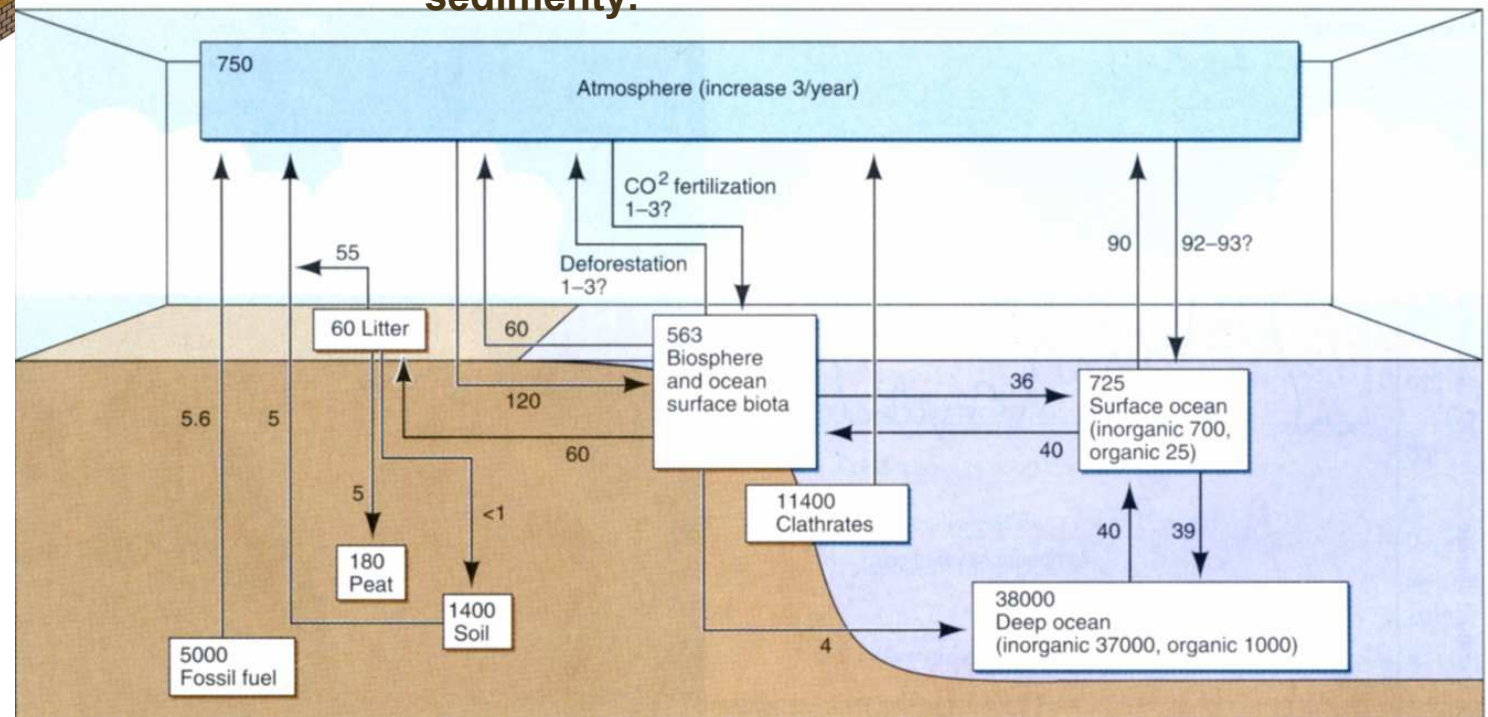 sedimenty.
750
Atmosphere (increase 3/year)
CO² fertilization
1–3?
90
92–93?
55
Deforestation
1–3?
60 Litter
60
563
Biosphere
and ocean
surface biota
120
36
725
Surface ocean
(inorganic 700,
organic 25)
5.6
5
60
40
5
<1
11400
Clathrates
40
39
180
Peat
1400
Soil
38000
Deep ocean
(inorganic 37000, organic 1000)
4
5000
Fossil fuel